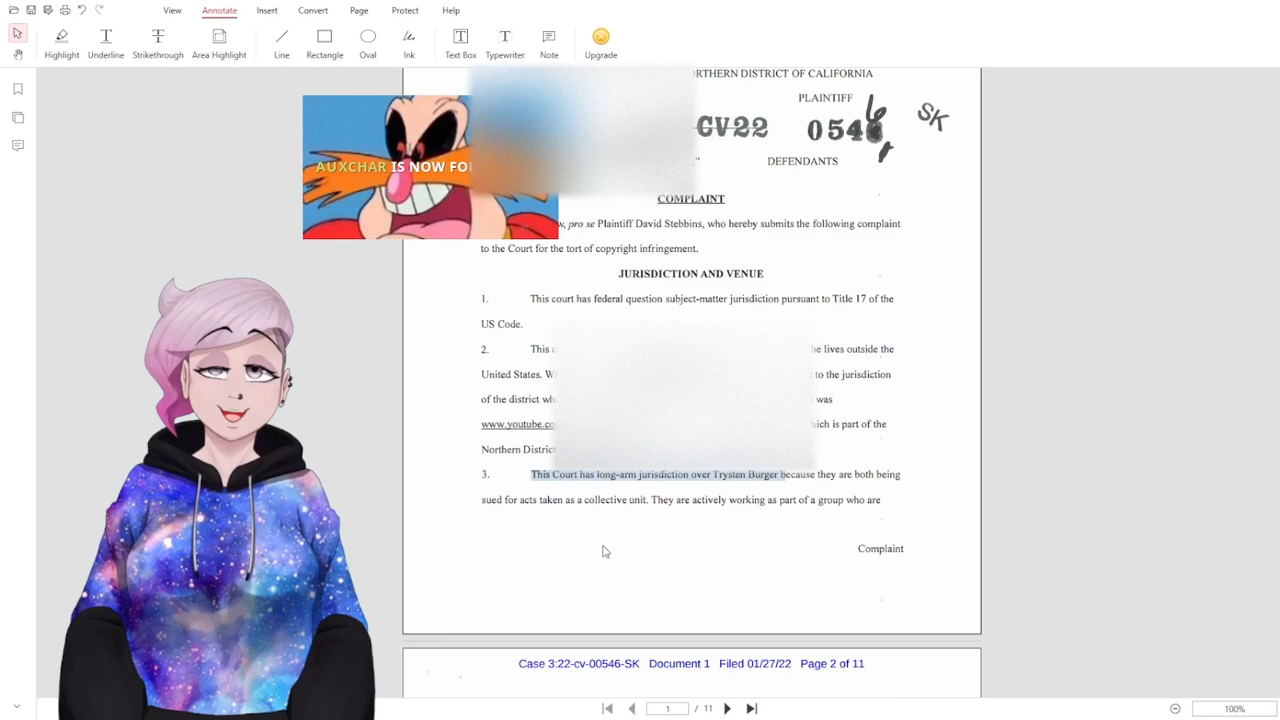 View Annotate Insert Convert Page Protect Help
Highlight Underline Strikethrough Area Highlight Line Rectangle Oval Ink Text Box Typewriter Note Upgrade
RTHERN DISTRICT OF CALIFORNIA
PLAINTIFF
CV22 054 6 SK
DEFENDANTS
AUXCHAR IS NOW FO
COMPLAINT
pro se Plaintiff David Stebbins, who hereby submits the following complaint
to the Court for the tort of copyright infringement.
JURISDICTION AND VENUE
1. This court has federal question subject-matter jurisdiction pursuant to Title 17 of the
US Code.
2. This he lives outside the
United States. to the jurisdiction
of the district was
www.youtube.co hich is part of the
Northern District
3. This Court has long-arm jurisdiction over Trysten Burger because they are both being
sued for acts taken as a collective unit. They are actively working as part of a group who are
Complaint
Case 3:22-cv-00546-SK Document 1 Filed 01/27/22 Page 2 of 11
1 / 11 100%